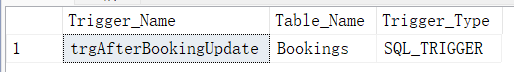 Trigger_Name Table_Name Trigger_Type
1 trgAfterBookingUpdate Bookings SQL_TRIGGER